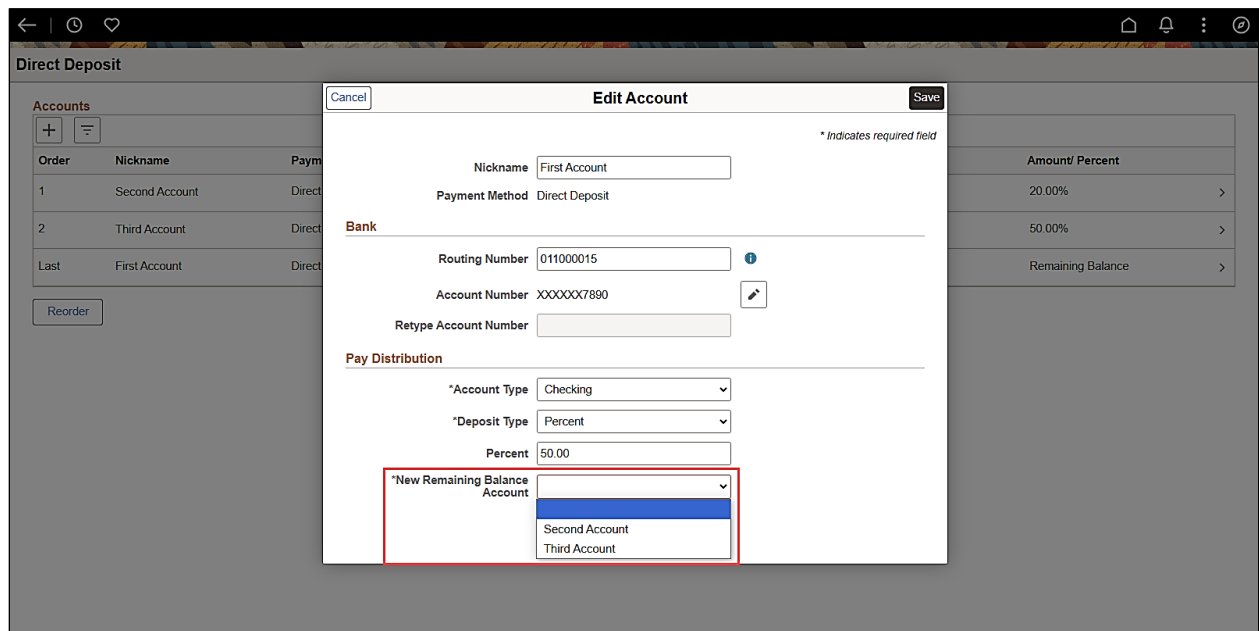 Direct Deposit
Accounts
Order Nickname Paym Amount/ Percent
1 Second Account Direct 20.00%
2 Third Account Direct 50.00%
Last First Account Direct Remaining Balance
Reorder
Cancel Edit Account Save
* Indicates required field
Nickname First Account
Payment Method Direct Deposit
Bank
Routing Number 011000015
Account Number XXXXXX7890
Retype Account Number
Pay Distribution
*Account Type Checking
*Deposit Type Percent
Percent 50.00
*New Remaining Balance
Account
Second Account
Third Account